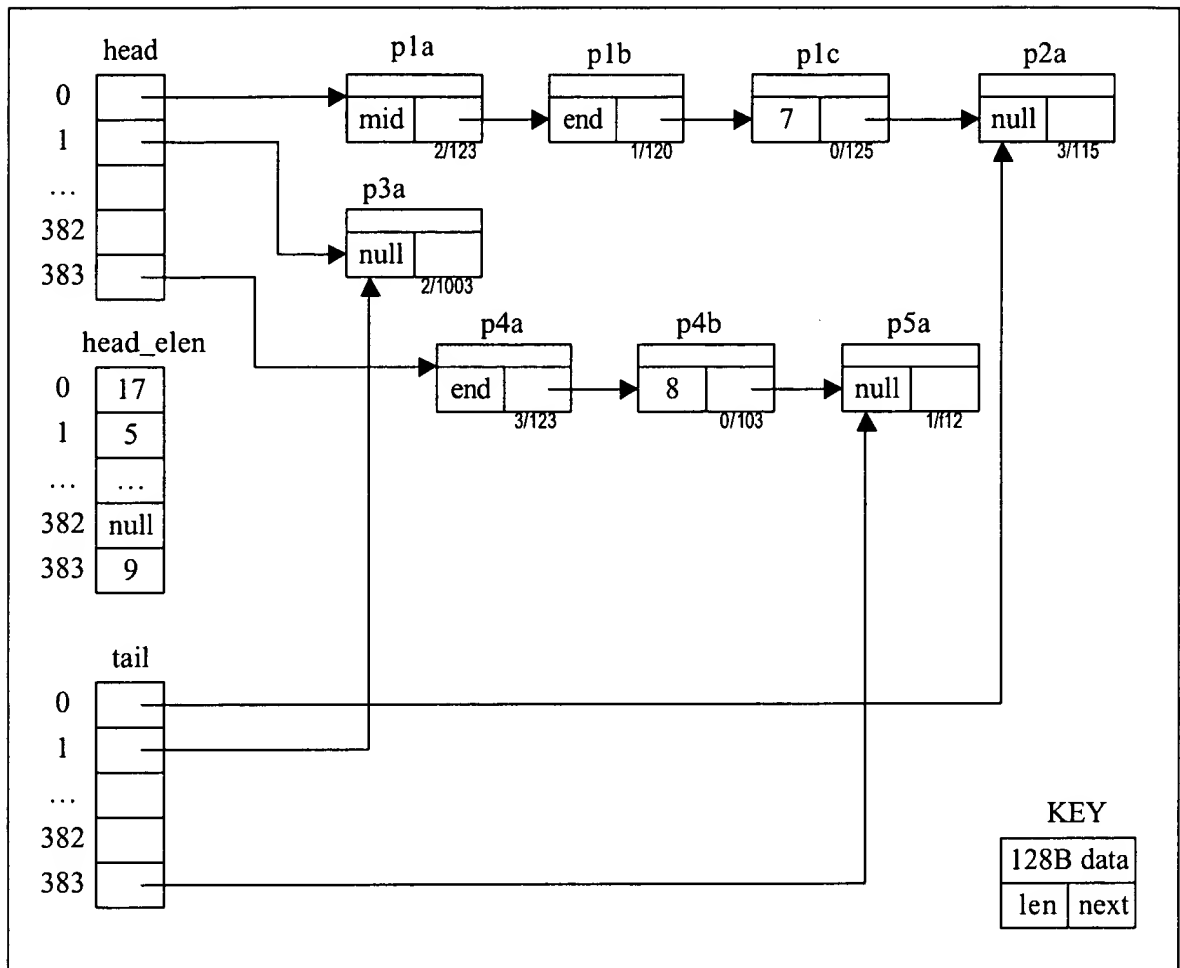 head
p1a
p1b
p1c
p2a
0
1
...
382
383
mid
2/123
end
1/120
7
0/125
null
3/115
p3a
null
2/1003
p4a
p4b
p5a
end
3/123
8
0/103
null
1/f12
head_elen
0 17
1 5
... ...
382 null
383 9
tail
0
1
...
382
383
KEY
128B data
len next